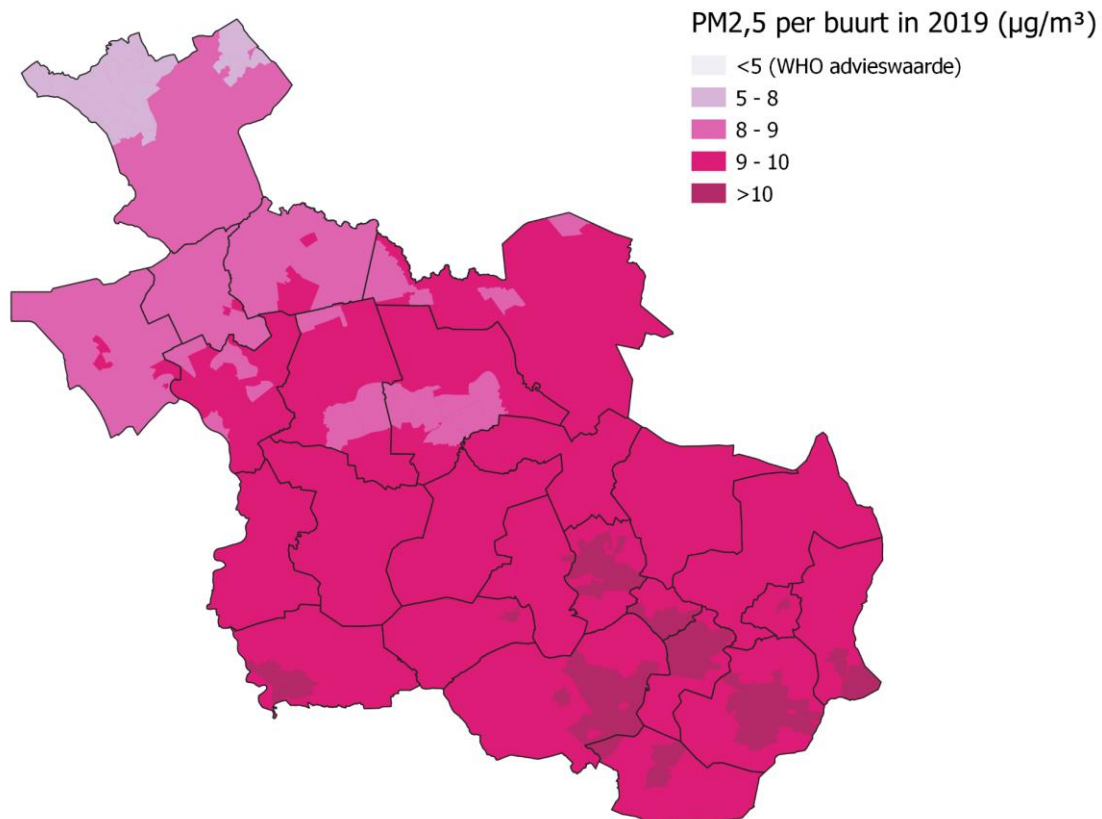 PM2,5 per buurt in 2019 (µg/m³)
<5 (WHO advieswaarde)
5 - 8
8 - 9
9 - 10
>10